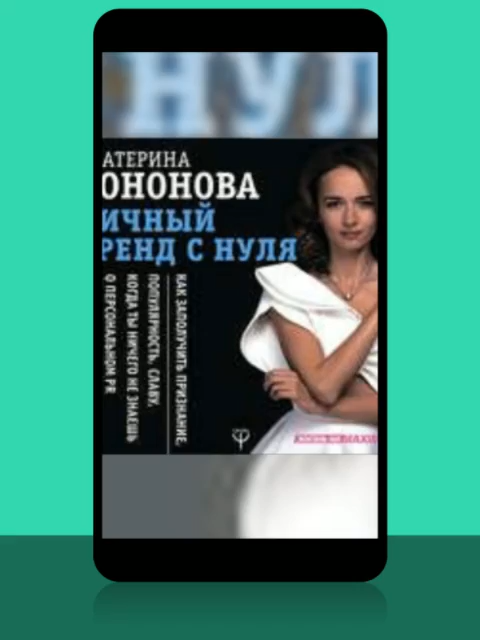 НУЛ
АТЕРИНА
ОНОНОВА
ИЧНЫЙ
РЕНД С НУЛЯ
КАК ЗАПОЛУЧИТЬ ПРИЗНАНИЕ,
ПОПУЛЯРНОСТЬ, СЛАВУ,
КОГДА ТЫ НИЧЕГО НЕ ЗНАЕШЬ
О ПЕРСОНАЛЬНОМ PR